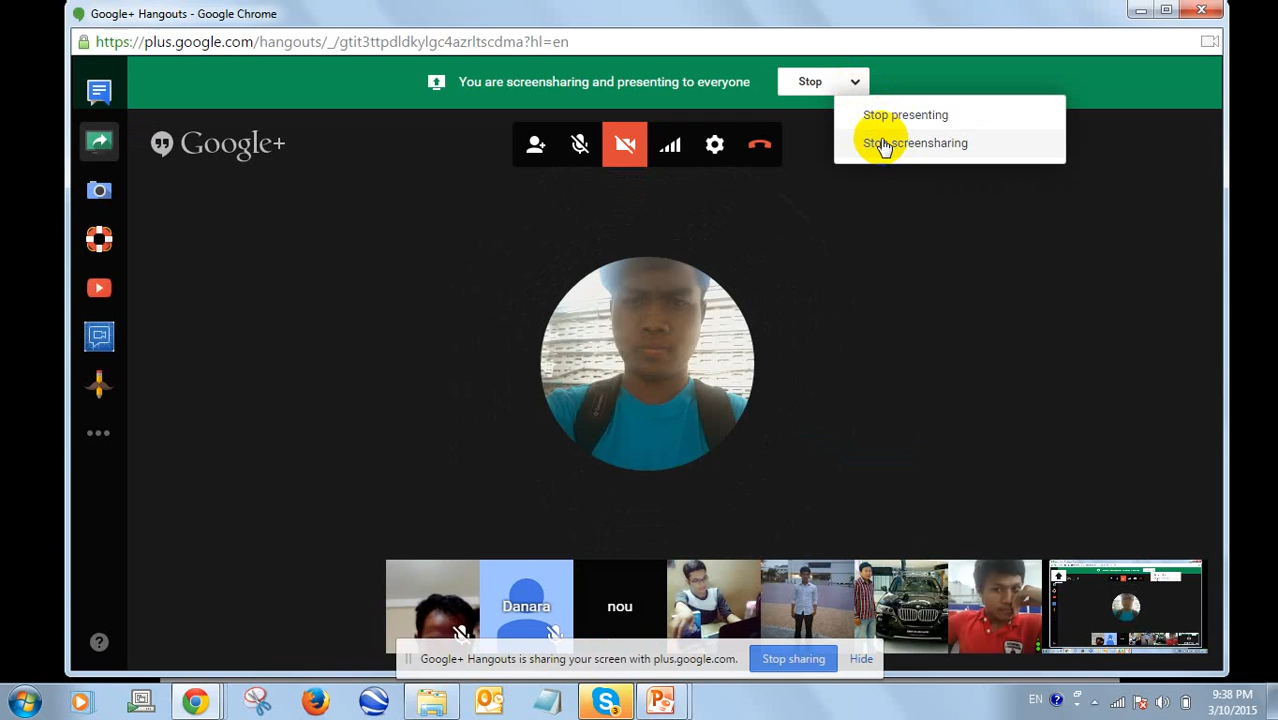 Google+ Hangouts - Google Chrome
https://plus.google.com/hangouts/_/gtit3ttpdldkylgc4azrltscdma?hl=en
You are screensharing and presenting to everyone
Stop
Stop presenting
Stop screensharing
Google+
Danara
nou
Google+ Hangouts is sharing your screen with plus.google.com.
Stop sharing
Hide
EN
9:38 PM
3/10/2015